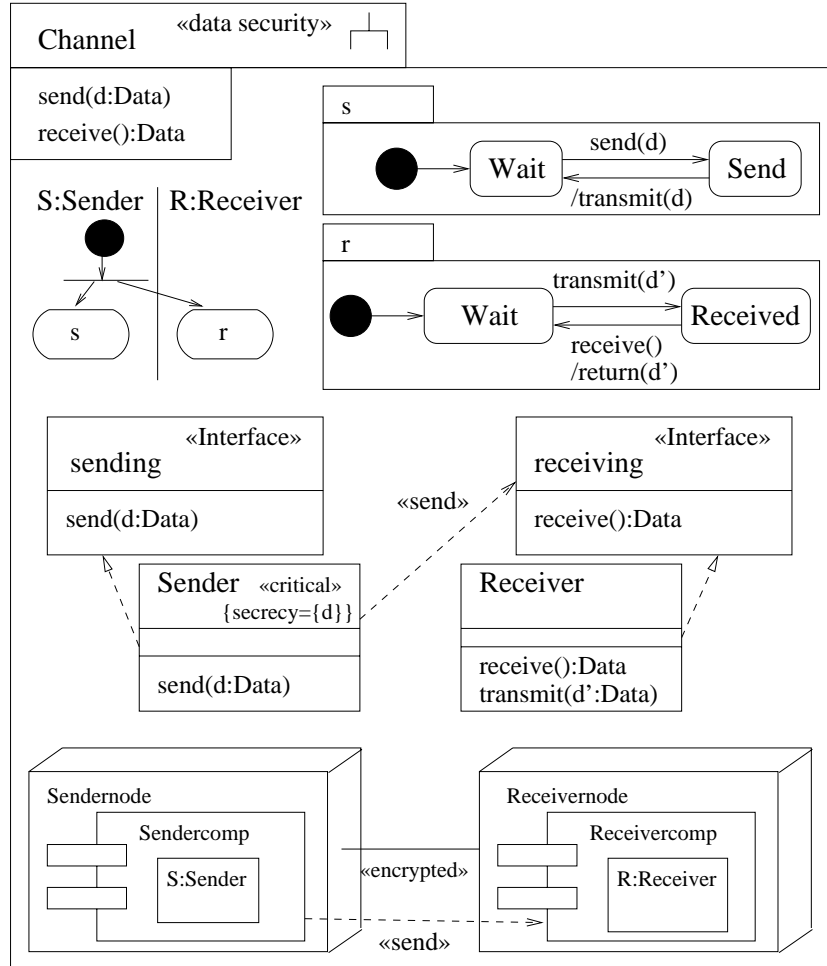 Channel «data security»
send(d:Data)
receive():Data
s
Wait
send(d)
/transmit(d)
Send
S:Sender
R:Receiver
s
r
r
Wait
transmit(d’)
receive()
/return(d’)
Received
«Interface»
sending
send(d:Data)
«send»
«Interface»
receiving
receive():Data
Sender «critical»
{secrecy={d}}
send(d:Data)
Receiver
receive():Data
transmit(d’:Data)
Sendernode
Sendercomp
S:Sender
«encrypted»
«send»
Receivernode
Receivercomp
R:Receiver